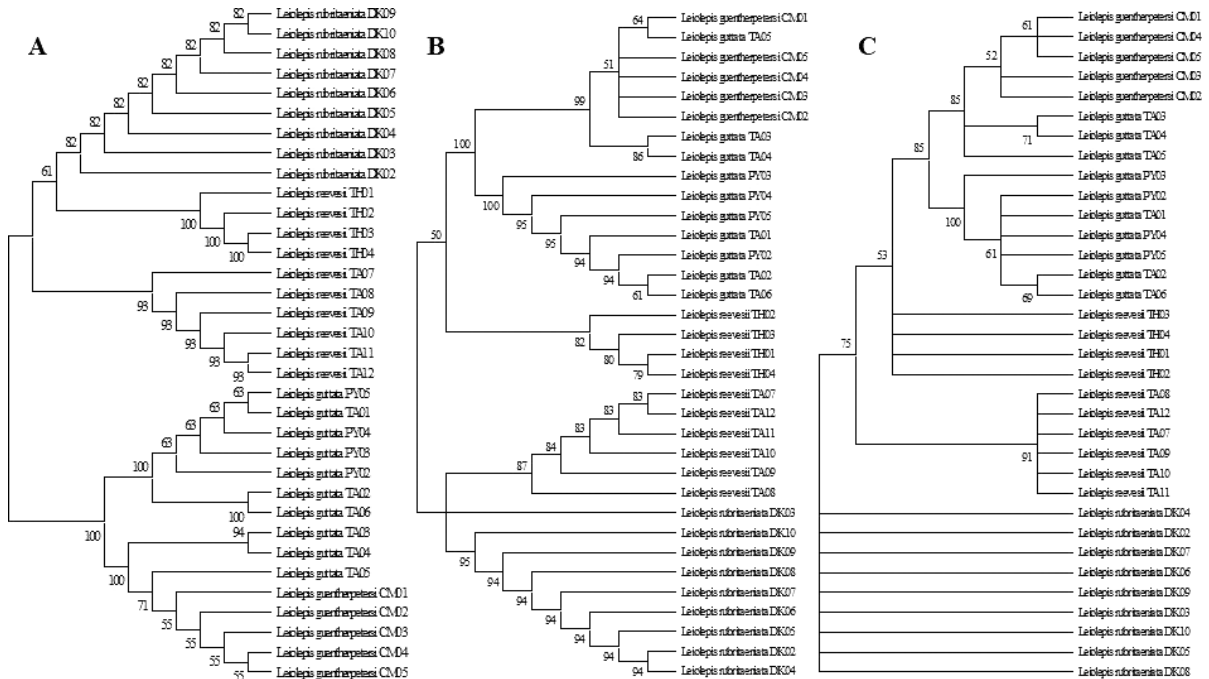 A
82
Leiolepis rubritaeniata DK09
82
Leiolepis rubritaeniata DK10
82
Leiolepis rubritaeniata DK08
82
Leiolepis rubritaeniata DK07
82
Leiolepis rubritaeniata DK06
82
Leiolepis rubritaeniata DK05
82
Leiolepis rubritaeniata DK04
82
Leiolepis rubritaeniata DK03
61
Leiolepis rubritaeniata DK02
Leiolepis reevesii TH01
Leiolepis reevesii TH02
100
Leiolepis reevesii TH03
100
Leiolepis reevesii TH04
100
Leiolepis reevesii TA07
Leiolepis reevesii TA08
93
Leiolepis reevesii TA09
93
Leiolepis reevesii TA10
93
Leiolepis reevesii TA11
93
Leiolepis reevesii TA12
93
63
Leiolepis guttata PY05
63
Leiolepis guttata TA01
63
Leiolepis guttata PY04
63
Leiolepis guttata PY03
100
Leiolepis guttata PY02
Leiolepis guttata TA02
Leiolepis guttata TA06
100
100
94
Leiolepis guttata TA03
Leiolepis guttata TA04
100
Leiolepis guttata TA05
71
Leiolepis guentherpetersi CM01
Leiolepis guentherpetersi CM02
55
Leiolepis guentherpetersi CM03
55
Leiolepis guentherpetersi CM04
55
Leiolepis guentherpetersi CM05
B
64
Leiolepis guentherpetersi CM01
Leiolepis guttata TA05
51
Leiolepis guentherpetersi CM05
Leiolepis guentherpetersi CM04
99
Leiolepis guentherpetersi CM03
Leiolepis guentherpetersi CM02
100
Leiolepis guttata TA03
86
Leiolepis guttata TA04
Leiolepis guttata PY03
100
Leiolepis guttata PY04
95
Leiolepis guttata PY05
95
Leiolepis guttata TA01
50
94
Leiolepis guttata PY02
94
Leiolepis guttata TA02
61
Leiolepis guttata TA06
Leiolepis reevesii TH02
82
Leiolepis reevesii TH03
80
Leiolepis reevesii TH01
79
Leiolepis reevesii TH04
83
Leiolepis reevesii TA07
83
Leiolepis reevesii TA12
83
Leiolepis reevesii TA11
84
Leiolepis reevesii TA10
87
Leiolepis reevesii TA09
Leiolepis reevesii TA08
Leiolepis rubritaeniata DK03
Leiolepis rubritaeniata DK10
95
Leiolepis rubritaeniata DK09
94
Leiolepis rubritaeniata DK08
94
Leiolepis rubritaeniata DK07
94
Leiolepis rubritaeniata DK06
94
Leiolepis rubritaeniata DK05
94
Leiolepis rubritaeniata DK02
94
Leiolepis rubritaeniata DK04
C
61
Leiolepis guentherpetersi CM01
Leiolepis guentherpetersi CM04
52
Leiolepis guentherpetersi CM05
Leiolepis guentherpetersi CM03
85
Leiolepis guentherpetersi CM02
Leiolepis guttata TA03
71
Leiolepis guttata TA04
85
Leiolepis guttata TA05
Leiolepis guttata PY03
Leiolepis guttata PY02
100
Leiolepis guttata TA01
Leiolepis guttata PY04
61
Leiolepis guttata PY05
53
Leiolepis guttata TA02
69
Leiolepis guttata TA06
Leiolepis reevesii TH03
Leiolepis reevesii TH04
75
Leiolepis reevesii TH01
Leiolepis reevesii TH02
Leiolepis reevesii TA08
Leiolepis reevesii TA12
Leiolepis reevesii TA07
91
Leiolepis reevesii TA09
Leiolepis reevesii TA10
Leiolepis reevesii TA11
Leiolepis rubritaeniata DK04
Leiolepis rubritaeniata DK02
Leiolepis rubritaeniata DK07
Leiolepis rubritaeniata DK06
Leiolepis rubritaeniata DK09
Leiolepis rubritaeniata DK03
Leiolepis rubritaeniata DK10
Leiolepis rubritaeniata DK05
Leiolepis rubritaeniata DK08